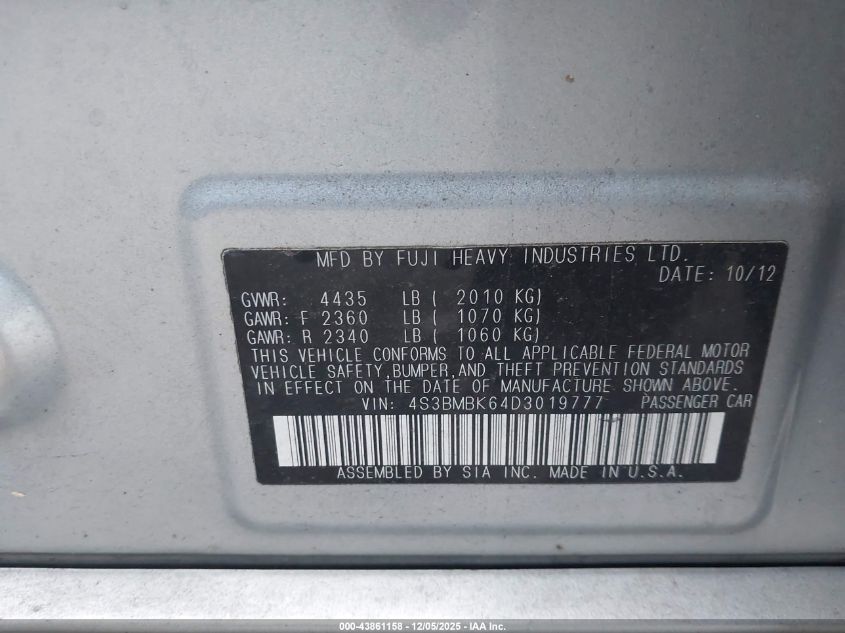 MFD BY FUJI HEAVY INDUSTRIES LTD.
DATE: 10/12
GVWR: 4435 LB ( 2010 KG)
GAWR: F 2360 LB ( 1070 KG)
GAWR: R 2340 LB ( 1060 KG)
THIS VEHICLE CONFORMS TO ALL APPLICABLE FEDERAL MOTOR
VEHICLE SAFETY,BUMPER,AND THEFT PREVENTION STANDARDS
IN EFFECT ON THE DATE OF MANUFACTURE SHOWN ABOVE.
VIN: 4S3BMBK64D3019777 PASSENGER CAR
ASSEMBLED BY SIA INC. MADE IN U.S.A.
000-43861158 - 12/05/2025 - IAA Inc.